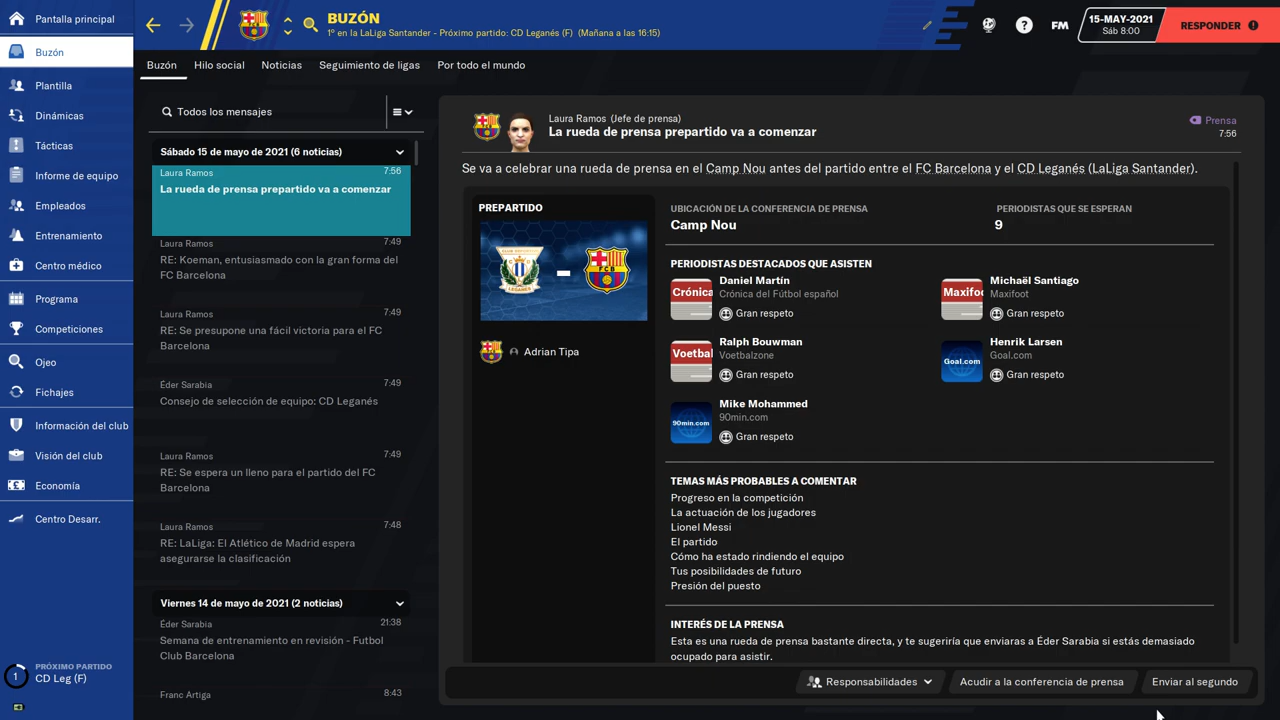 Pantalla principal
Buzón
Plantilla
Dinámicas
Tácticas
Informe de equipo
Empleados
Entrenamiento
Centro médico
Programa
Competiciones
Ojeo
Fichajes
Información del club
Visión del club
Economía
Centro Desarr.
1
PRÓXIMO PARTIDO
CD Leg (F)
BUZÓN
1º en la LaLiga Santander - Próximo partido: CD Leganés (F) (Mañana a las 16:15)
FM
15-MAY-2021
Sáb 8:00
RESPONDER
Buzón
Hilo social
Noticias
Seguimiento de ligas
Por todo el mundo
Todos los mensajes
Sábado 15 de mayo de 2021 (6 noticias)
Laura Ramos 7:56
La rueda de prensa prepartido va a comenzar
Laura Ramos 7:49
RE: Koeman, entusiasmado con la gran forma del
FC Barcelona
Laura Ramos 7:49
RE: Se presupone una fácil victoria para el FC
Barcelona
Éder Sarabia 7:49
Consejo de selección de equipo: CD Leganés
Laura Ramos 7:49
RE: Se espera un lleno para el partido del FC
Barcelona
Laura Ramos 7:48
RE: LaLiga: El Atlético de Madrid espera
asegurarse la clasificación
Viernes 14 de mayo de 2021 (2 noticias)
Éder Sarabia 21:38
Semana de entrenamiento en revisión - Futbol
Club Barcelona
Franc Artiga 8:43
Laura Ramos (Jefe de prensa)
La rueda de prensa prepartido va a comenzar
Prensa
7:56
Se va a celebrar una rueda de prensa en el Camp Nou antes del partido entre el FC Barcelona y el CD Leganés (LaLiga Santander).
PREPARTIDO
Adrian Tipa
UBICACIÓN DE LA CONFERENCIA DE PRENSA
Camp Nou
PERIODISTAS QUE SE ESPERAN
9
PERIODISTAS DESTACADOS QUE ASISTEN
Crónica
Daniel Martín
Crónica del Fútbol español
Gran respeto
Maxifoo
Michaël Santiago
Maxifoot
Gran respeto
Voetbal
Ralph Bouwman
Voetbalzone
Gran respeto
Goal.com
Henrik Larsen
Goal.com
Gran respeto
90min.com
Mike Mohammed
90min.com
Gran respeto
TEMAS MÁS PROBABLES A COMENTAR
Progreso en la competición
La actuación de los jugadores
Lionel Messi
El partido
Cómo ha estado rindiendo el equipo
Tus posibilidades de futuro
Presión del puesto
INTERÉS DE LA PRENSA
Esta es una rueda de prensa bastante directa, y te sugeriría que enviaras a Éder Sarabia si estás demasiado
ocupado para asistir.
Responsabilidades
Acudir a la conferencia de prensa
Enviar al segundo